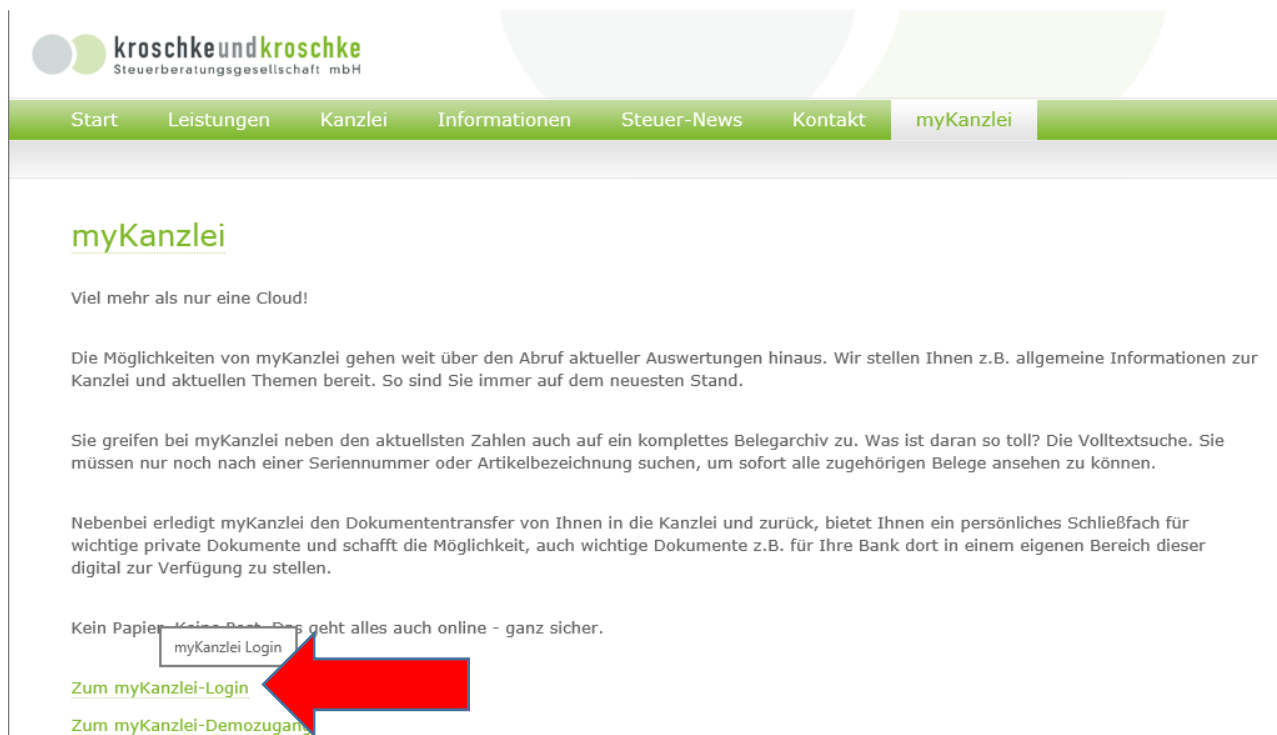 kroschkeundkroschke
Steuerberatungsgesellschaft mbH
Start Leistungen Kanzlei Informationen Steuer-News Kontakt myKanzlei
myKanzlei
Viel mehr als nur eine Cloud!
Die Möglichkeiten von myKanzlei gehen weit über den Abruf aktueller Auswertungen hinaus. Wir stellen Ihnen z.B. allgemeine Informationen zur
Kanzlei und aktuellen Themen bereit. So sind Sie immer auf dem neuesten Stand.
Sie greifen bei myKanzlei neben den aktuellsten Zahlen auch auf ein komplettes Belegarchiv zu. Was ist daran so toll? Die Volltextsuche. Sie
müssen nur noch nach einer Seriennummer oder Artikelbezeichnung suchen, um sofort alle zugehörigen Belege ansehen zu können.
Nebenbei erledigt myKanzlei den Dokumententransfer von Ihnen in die Kanzlei und zurück, bietet Ihnen ein persönliches Schließfach für
wichtige private Dokumente und schafft die Möglichkeit, auch wichtige Dokumente z.B. für Ihre Bank dort in einem eigenen Bereich dieser
digital zur Verfügung zu stellen.
Kein Papier. Keine Post. Das geht alles auch online - ganz sicher.
myKanzlei Login
Zum myKanzlei-Login
Zum myKanzlei-Demozugang